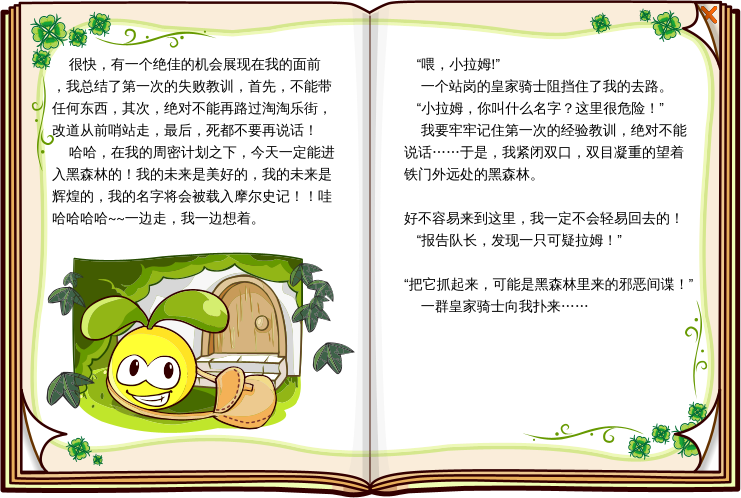 很快，有一个绝佳的机会展现在我的面前
，我总结了第一次的失败教训，首先，不能带
任何东西，其次，绝对不能再路过淘淘乐街，
改道从前哨站走，最后，死都不要再说话！
哈哈，在我的周密计划之下，今天一定能进
入黑森林的！我的未来是美好的，我的未来是
辉煌的，我的名字将会被载入摩尔史记！！哇
哈哈哈哈~~一边走，我一边想着。
“喂，小拉姆!”
一个站岗的皇家骑士阻挡住了我的去路。
“小拉姆，你叫什么名字？这里很危险！”
我要牢牢记住第一次的经验教训，绝对不能
说话……于是，我紧闭双口，双目凝重的望着
铁门外远处的黑森林。
好不容易来到这里，我一定不会轻易回去的！
“报告队长，发现一只可疑拉姆！”
“把它抓起来，可能是黑森林里来的邪恶间谍！”
一群皇家骑士向我扑来……